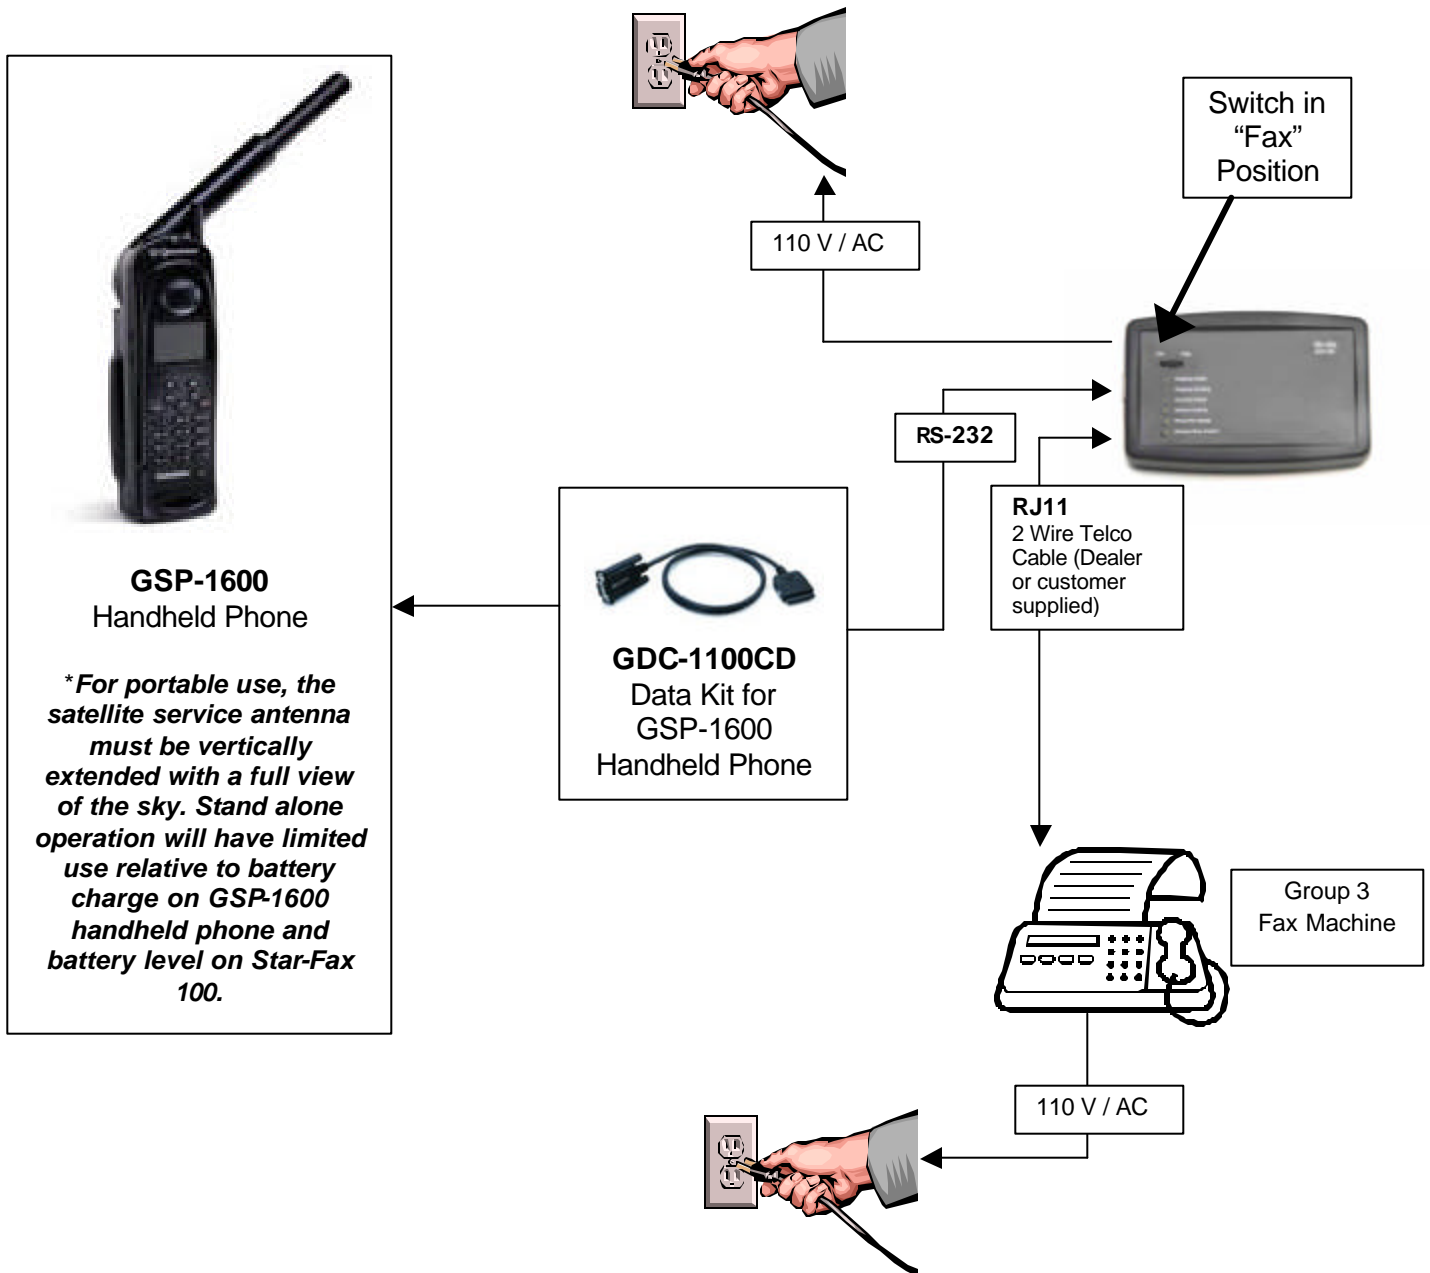 Switch in
“Fax”
Position
110 V / AC
RS-232
RJ11
2 Wire Telco
Cable (Dealer
or customer
supplied)
GSP-1600
Handheld Phone
*For portable use, the
satellite service antenna
must be vertically
extended with a full view
of the sky. Stand alone
operation will have limited
use relative to battery
charge on GSP-1600
handheld phone and
battery level on Star-Fax
100.
GDC-1100CD
Data Kit for
GSP-1600
Handheld Phone
Group 3
Fax Machine
110 V / AC